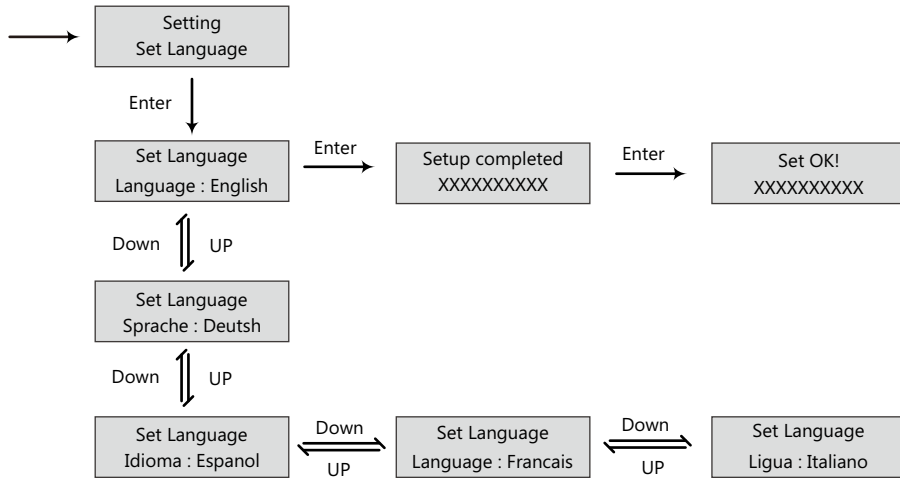 Setting
Set Language
Enter
Set Language
Language : English
Enter
Setup completed
XXXXXXXXXX
Enter
Set OK!
XXXXXXXXXX
Down
UP
Set Language
Sprache : Deutsh
Down
UP
Set Language
Idioma : Espanol
Down
UP
Set Language
Language : Francais
Down
UP
Set Language
Ligua : Italiano